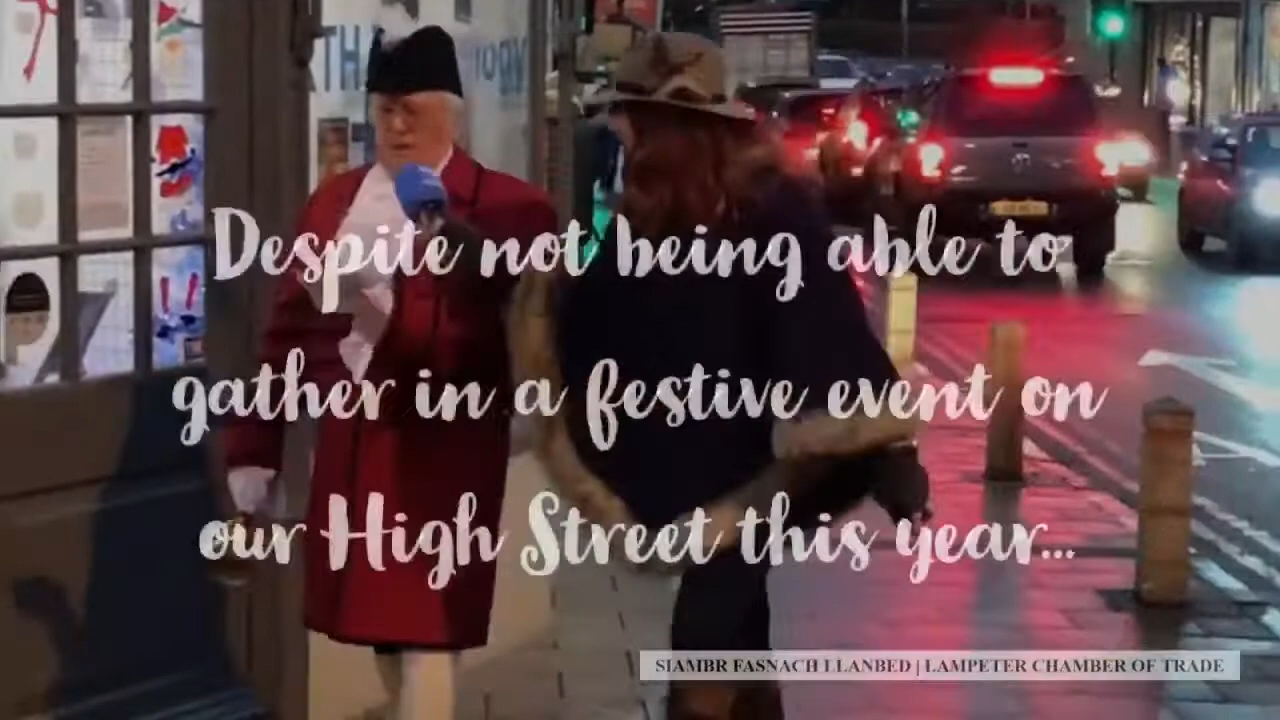 Despite not being able to
gather in a festive event on
our High Street this year...
SIAMBR FASNACH LLANBED | LAMPETER CHAMBER OF TRADE